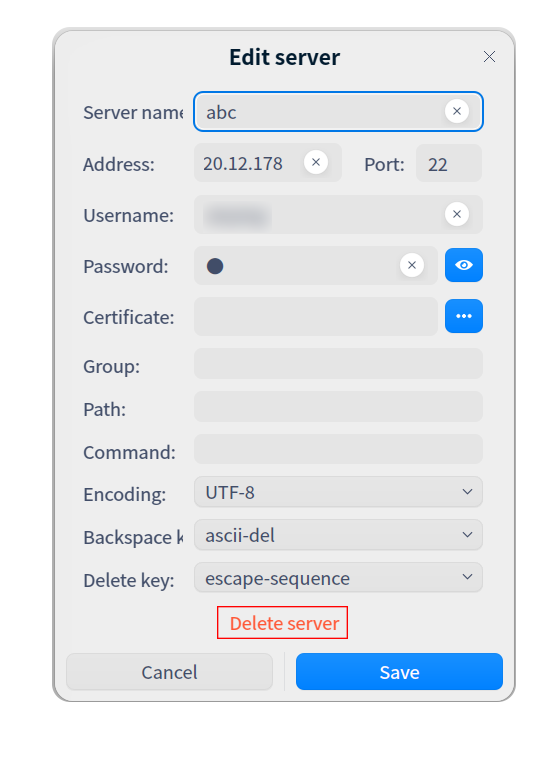 Edit server
Server name
abc
Address: 20.12.178 Port: 22
Username:
Password:
Certificate:
Group:
Path:
Command:
Encoding: UTF-8
Backspace k ascii-del
Delete key: escape-sequence
Delete server
Cancel Save